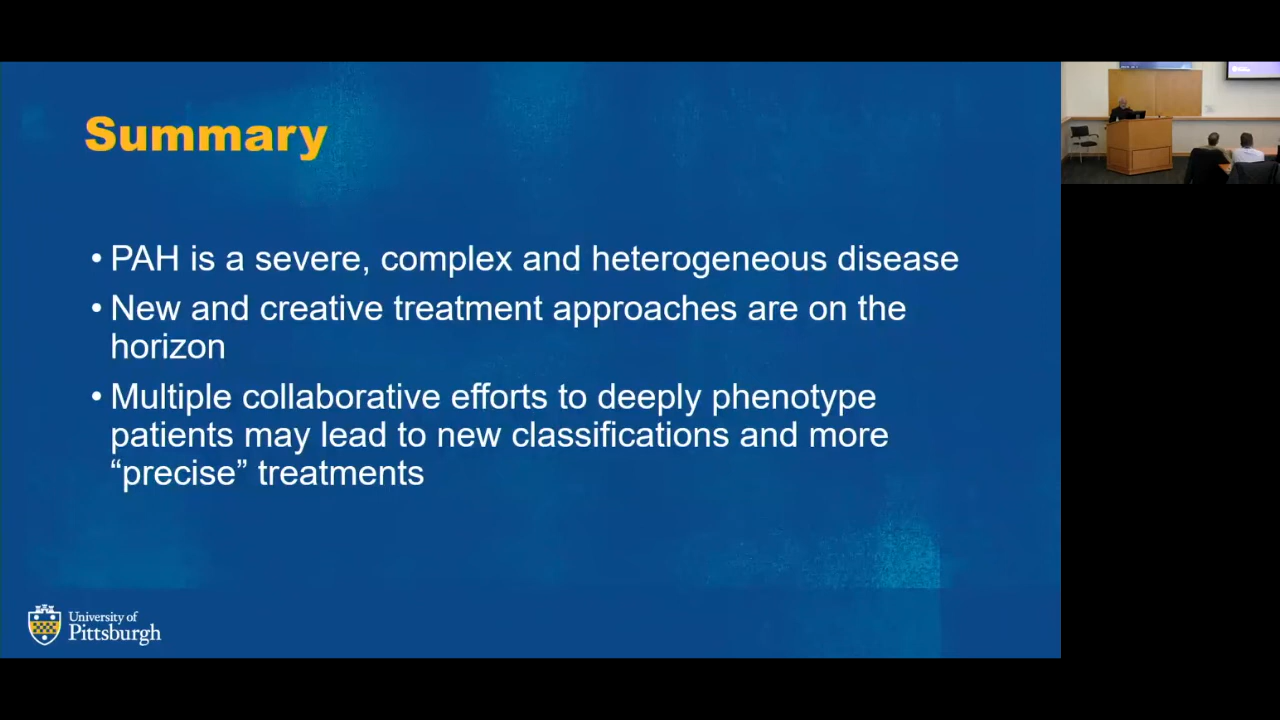 Summary
• PAH is a severe, complex and heterogeneous disease
• New and creative treatment approaches are on the
horizon
• Multiple collaborative efforts to deeply phenotype
patients may lead to new classifications and more
“precise” treatments
University of
Pittsburgh